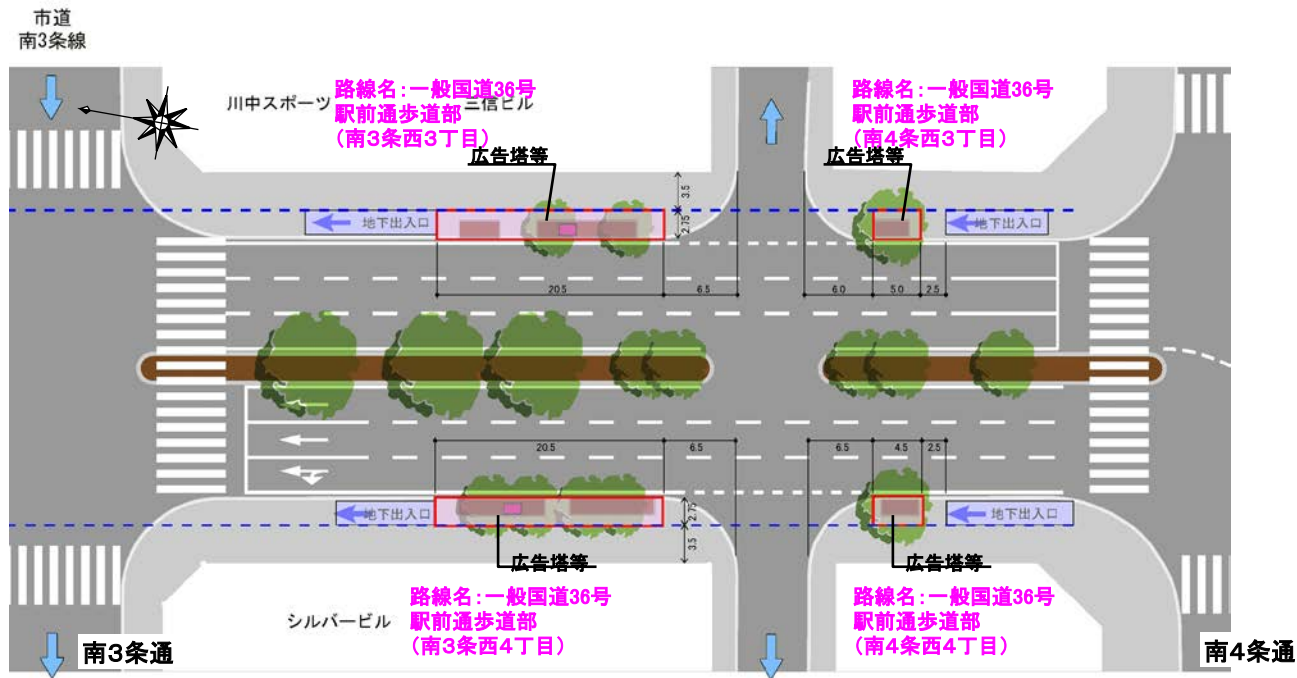 市道
南3条線
川中スポーツ
三信ビル
路線名：一般国道36号
駅前通歩道部
（南3条西3丁目）
広告塔等
路線名：一般国道36号
駅前通歩道部
（南4条西3丁目）
広告塔等
3.5
2.75
地下出入口
地下出入口
20.5
6.5
6.0
5.0
2.5
20.5
6.5
6.5
4.5
2.5
地下出入口
地下出入口
2.75
3.5
広告塔等
広告塔等
シルバービル
路線名：一般国道36号
駅前通歩道部
（南3条西4丁目）
路線名：一般国道36号
駅前通歩道部
（南4条西4丁目）
南3条通
南4条通